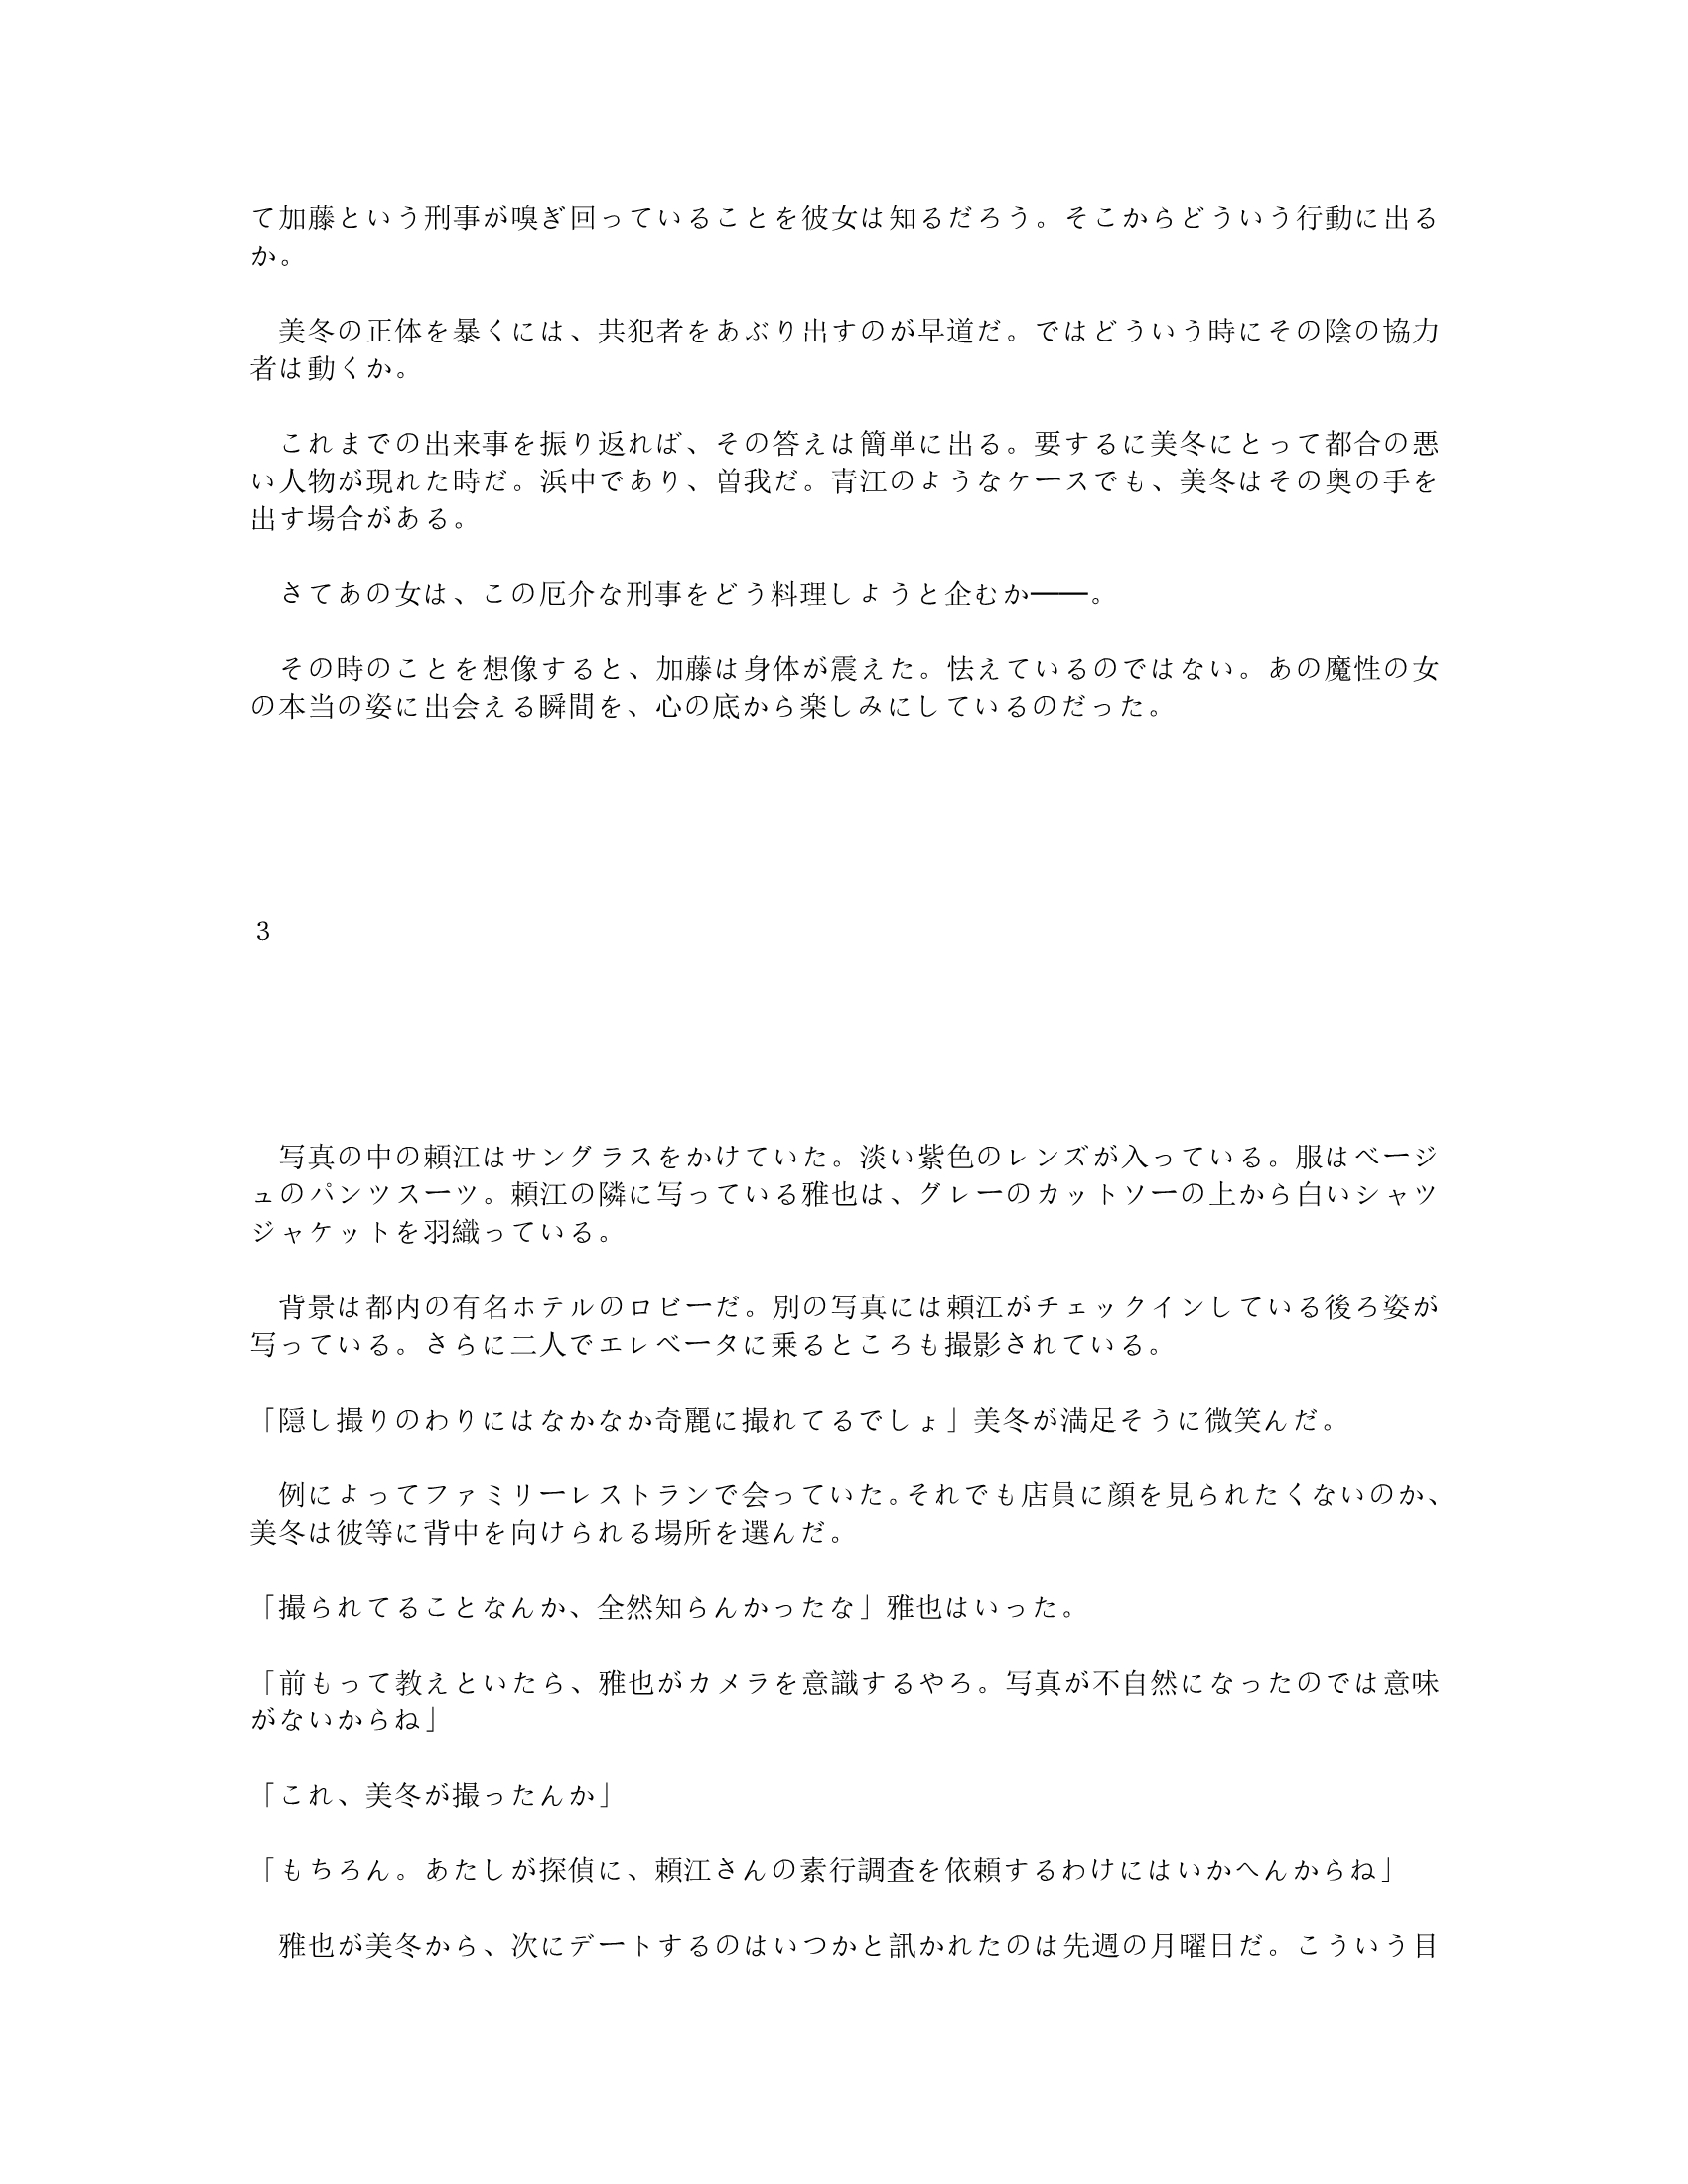 て加藤という刑事が嗅ぎ回っていることを彼女は知るだろう。そこからどういう行動に出る
か。
　美冬の正体を暴くには、共犯者をあぶり出すのが早道だ。ではどういう時にその陰の協力
者は動くか。
　これまでの出来事を振り返れば、その答えは簡単に出る。要するに美冬にとって都合の悪
い人物が現れた時だ。浜中であり、曽我だ。青江のようなケースでも、美冬はその奥の手を
出す場合がある。
　さてあの女は、この厄介な刑事をどう料理しようと企むか――。
　その時のことを想像すると、加藤は身体が震えた。怯えているのではない。あの魔性の女
の本当の姿に出会える瞬間を、心の底から楽しみにしているのだった。
３
　写真の中の頼江はサングラスをかけていた。淡い紫色のレンズが入っている。服はベージ
ュのパンツスーツ。頼江の隣に写っている雅也は、グレーのカットソーの上から白いシャツ
ジャケットを羽織っている。
　背景は都内の有名ホテルのロビーだ。別の写真には頼江がチェックインしている後ろ姿が
写っている。さらに二人でエレベータに乗るところも撮影されている。
「隠し撮りのわりにはなかなか奇麗に撮れてるでしょ」美冬が満足そうに微笑んだ。
　例によってファミリーレストランで会っていた。それでも店員に顔を見られたくないのか、
美冬は彼等に背中を向けられる場所を選んだ。
「撮られてることなんか、全然知らんかったな」雅也はいった。
「前もって教えといたら、雅也がカメラを意識するやろ。写真が不自然になったのでは意味
がないからね」
「これ、美冬が撮ったんか」
「もちろん。あたしが探偵に、頼江さんの素行調査を依頼するわけにはいかへんからね」
　雅也が美冬から、次にデートするのはいつかと訊かれたのは先週の月曜日だ。こういう目